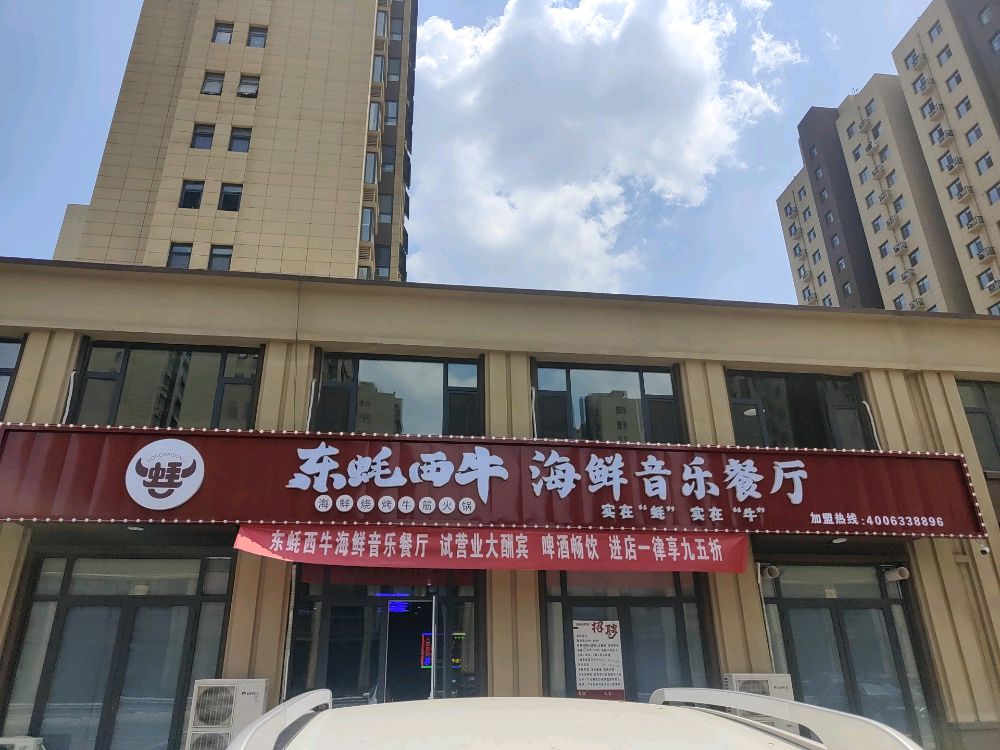 蚝
东蚝西牛 海鲜音乐餐厅
海鲜烧烤牛筋火锅
实在“蚝” 实在“牛”
加盟热线:4006338896
东蚝西牛海鲜音乐餐厅 试营业大酬宾 啤酒畅饮 进店一律享九五折
招聘